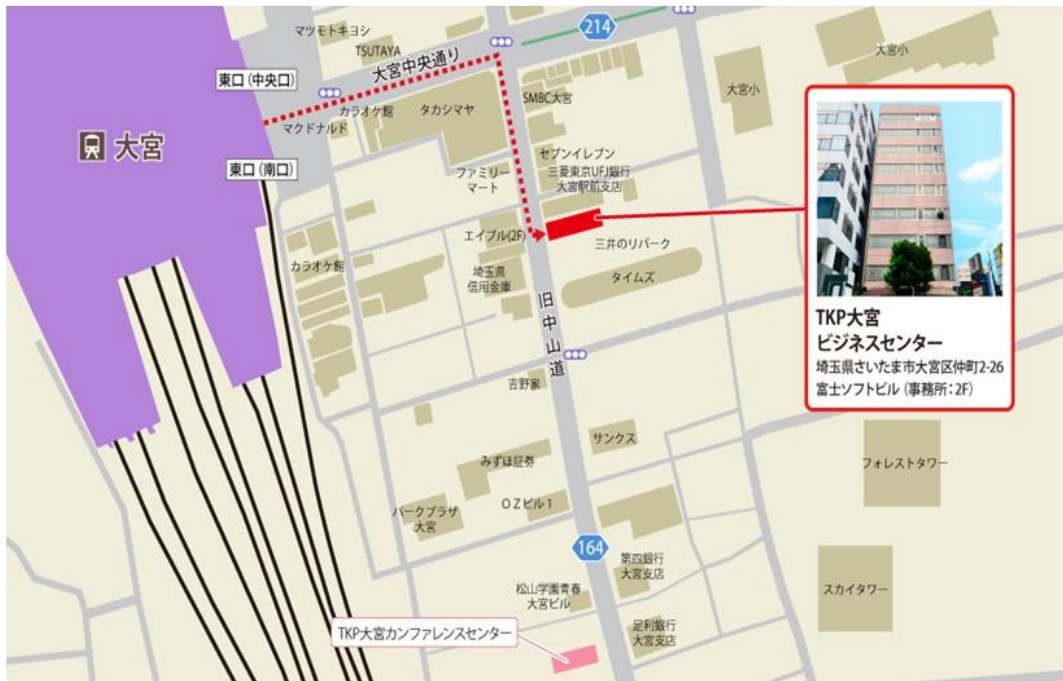 マツモトキヨシ
TSUTAYA
大宮中央通り
214
大宮小
東口(中央口)
カラオケ館
タカシマヤ
SMBC大宮
大宮小
マクドナルド
大宮
東口(南口)
ファミリー
マート
セブンイレブン
三菱東京UFJ銀行
大宮駅前支店
エイブル(2F)
三井のリパーク
カラオケ館
埼玉県
信用金庫
タイムズ
旧中山道
TKP大宮
ビジネスセンター
埼玉県さいたま市大宮区仲町2-26
富士ソフトビル(事務所:2F)
吉野家
サンクス
みずほ証券
フォレストタワー
OZビル1
パークプラザ
大宮
164
第四銀行
大宮支店
松山学園青春
大宮ビル
スカイタワー
足利銀行
大宮支店
TKP大宮カンファレンスセンター